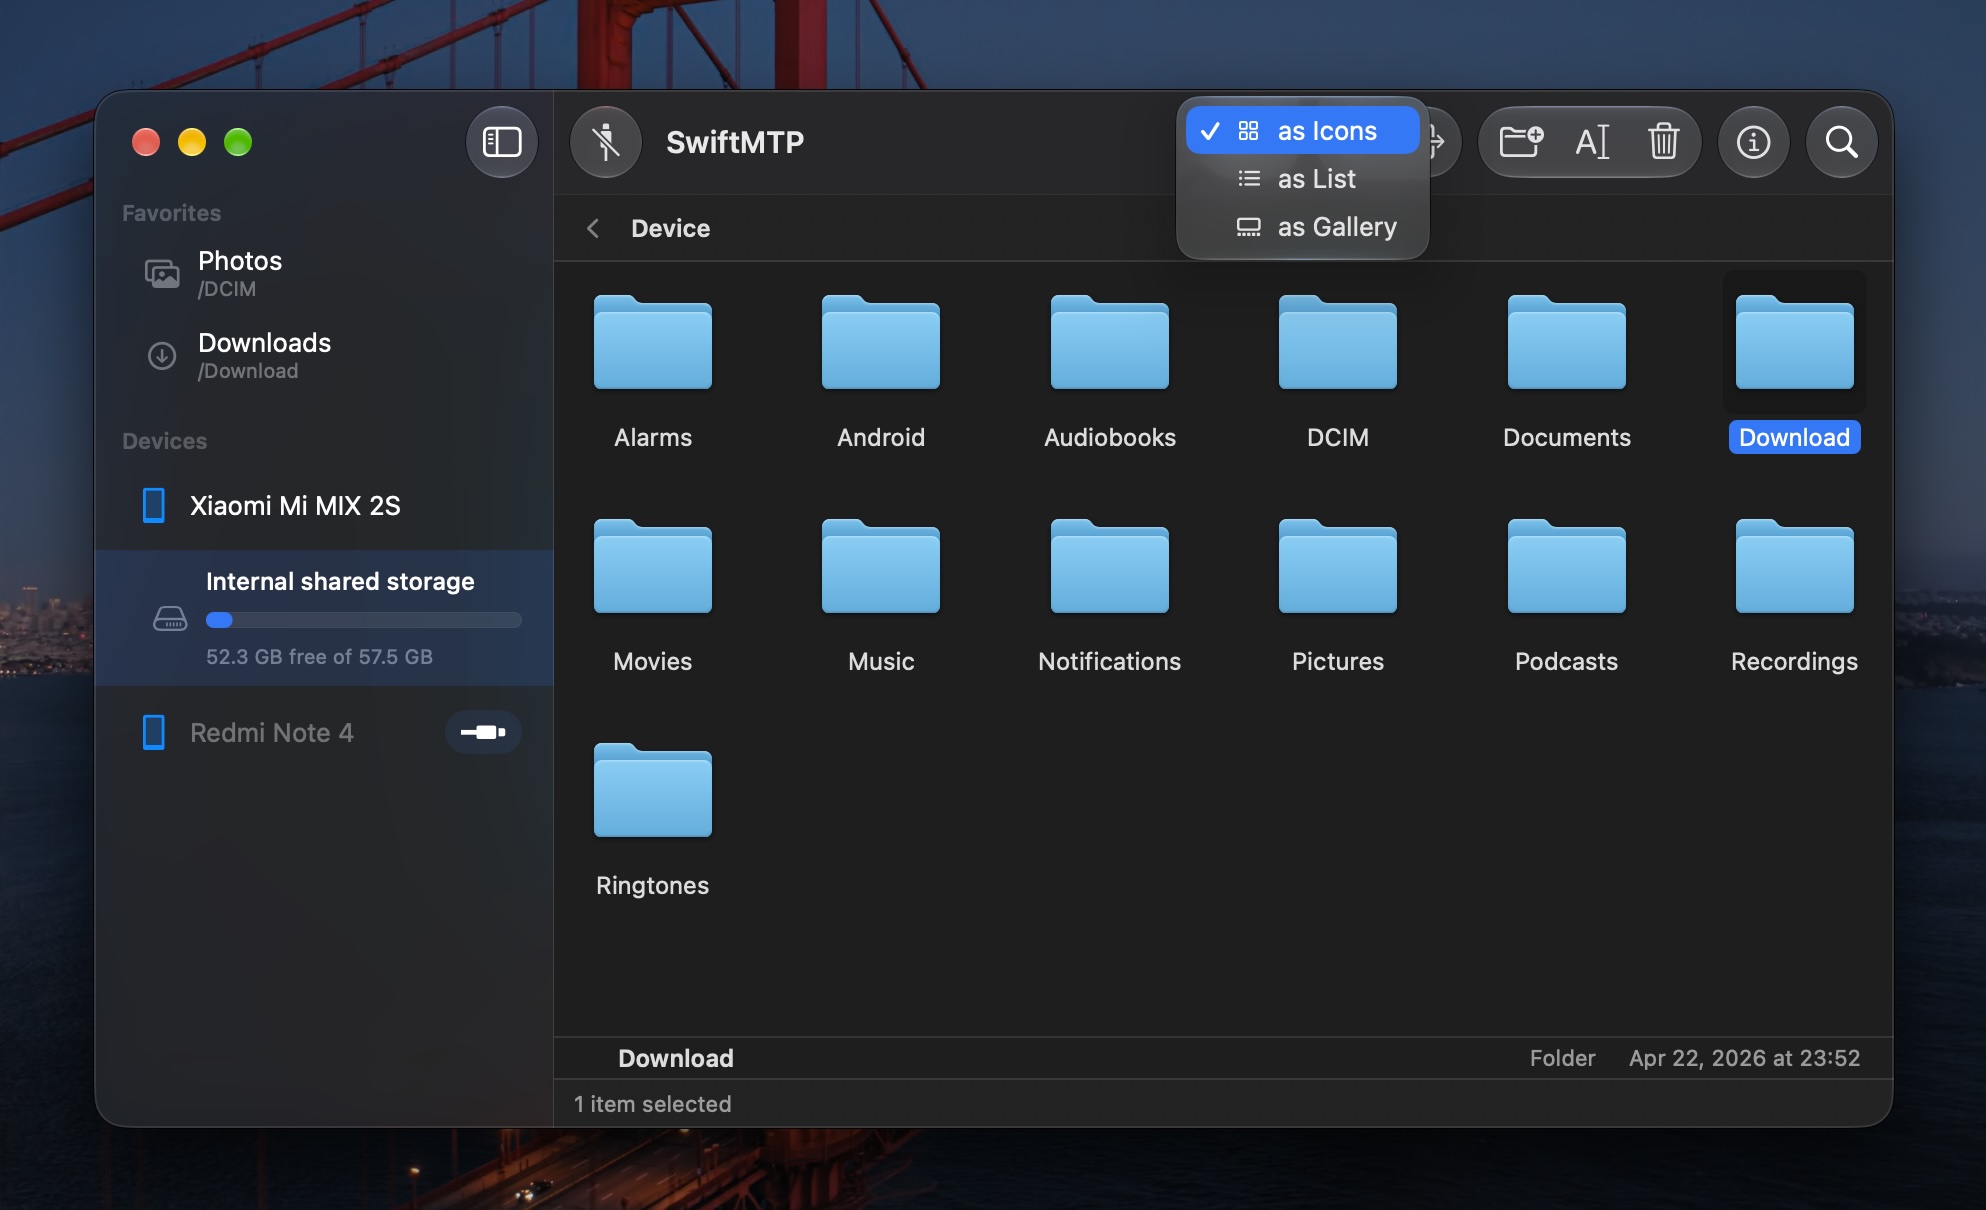 SwiftMTP
as Icons
as List
as Gallery
Favorites
Photos
/DCIM
Downloads
/Download
Devices
Xiaomi Mi MIX 2S
Internal shared storage
52.3 GB free of 57.5 GB
Redmi Note 4
Device
Alarms
Android
Audiobooks
DCIM
Documents
Download
Movies
Music
Notifications
Pictures
Podcasts
Recordings
Ringtones
Download
Folder
Apr 22, 2026 at 23:52
1 item selected